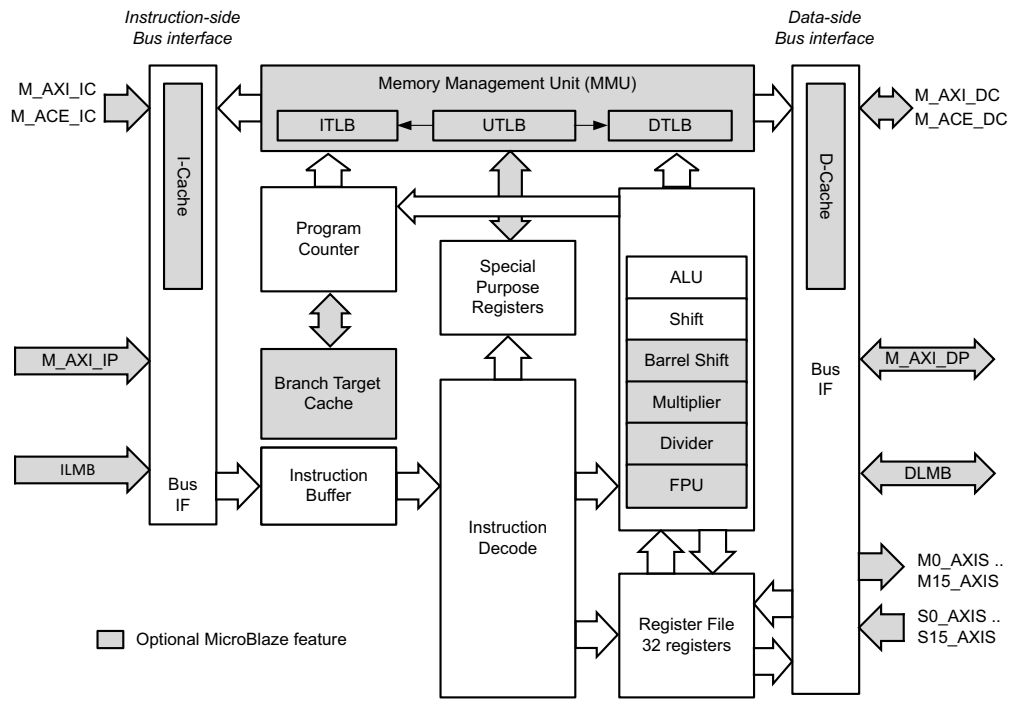 Instruction-side
Bus interface
Data-side
Bus interface
M_AXI_IC
M_ACE_IC
I-Cache
Memory Management Unit (MMU)
ITLB
UTLB
DTLB
D-Cache
M_AXI_DC
M_ACE_DC
Program
Counter
Special
Purpose
Registers
ALU
Shift
Barrel Shift
Multiplier
Divider
FPU
M_AXI_IP
Branch Target
Cache
Bus
IF
M_AXI_DP
ILMB
Bus
IF
Instruction
Buffer
Instruction
Decode
DLMB
Register File
32 registers
M0_AXIS ..
M15_AXIS
S0_AXIS ..
S15_AXIS
Optional MicroBlaze feature